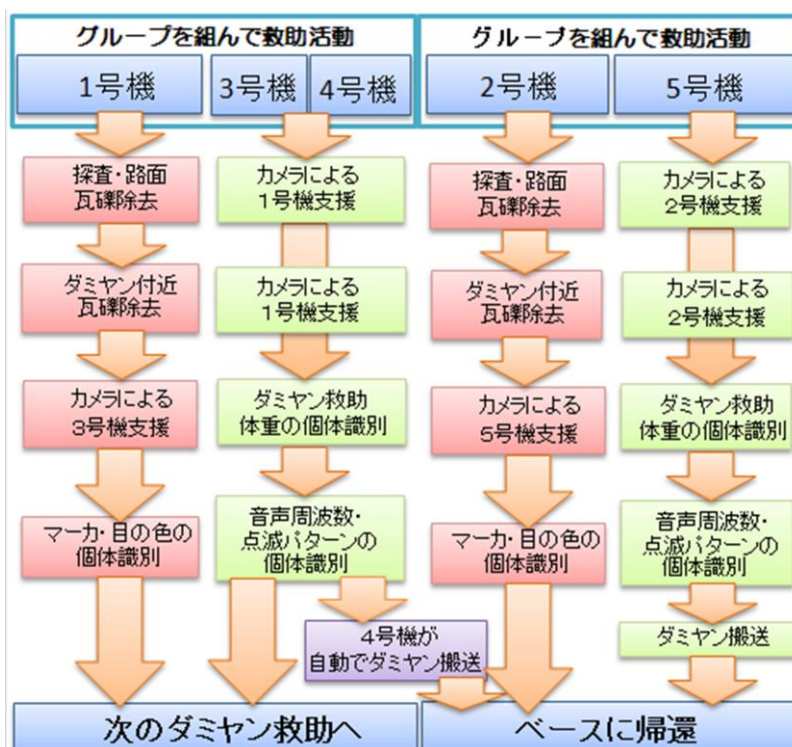 グループを組んで救助活動
1号機
3号機
4号機
探査・路面
瓦礫除去
カメラによる
1号機支援
ダミヤン付近
瓦礫除去
カメラによる
1号機支援
カメラによる
3号機支援
ダミヤン救助
体重の個体識別
マーカ・目の色の
個体識別
音声周波数・
点滅パターンの
個体識別
4号機が
自動でダミヤン搬送
次のダミヤン救助へ
グループを組んで救助活動
2号機
5号機
探査・路面
瓦礫除去
カメラによる
2号機支援
ダミヤン付近
瓦礫除去
カメラによる
2号機支援
カメラによる
5号機支援
ダミヤン救助
体重の個体識別
マーカ・目の色の
個体識別
音声周波数・
点滅パターンの
個体識別
ダミヤン搬送
ベースに帰還